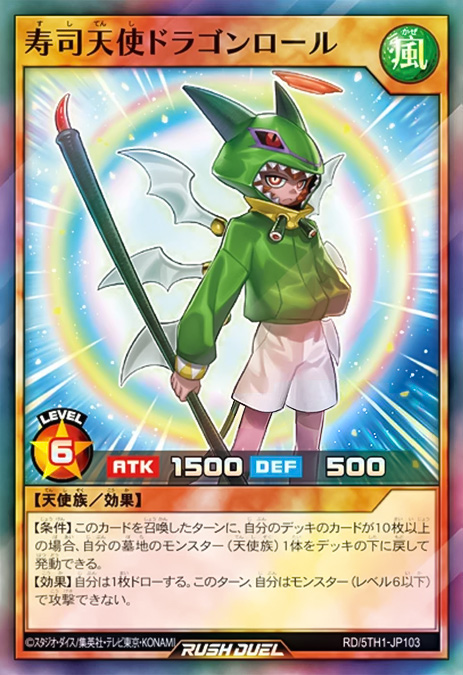 寿司天使ドラゴンロール
すしてんし
かぜ
風
LEVEL
6
ATK 1500 DEF 500
【天使族／効果】
【条件】このカードを召喚したターンに、自分のデッキのカードが10枚以上
の場合、自分の墓地のモンスター（天使族）1体をデッキの下に戻して
発動できる。
【効果】自分は1枚ドローする。このターン、自分はモンスター（レベル6以下）
で攻撃できない。
©スタジオ・ダイス/集英社・テレビ東京・KONAMI
RUSH DUEL
RD/5TH1-JP103